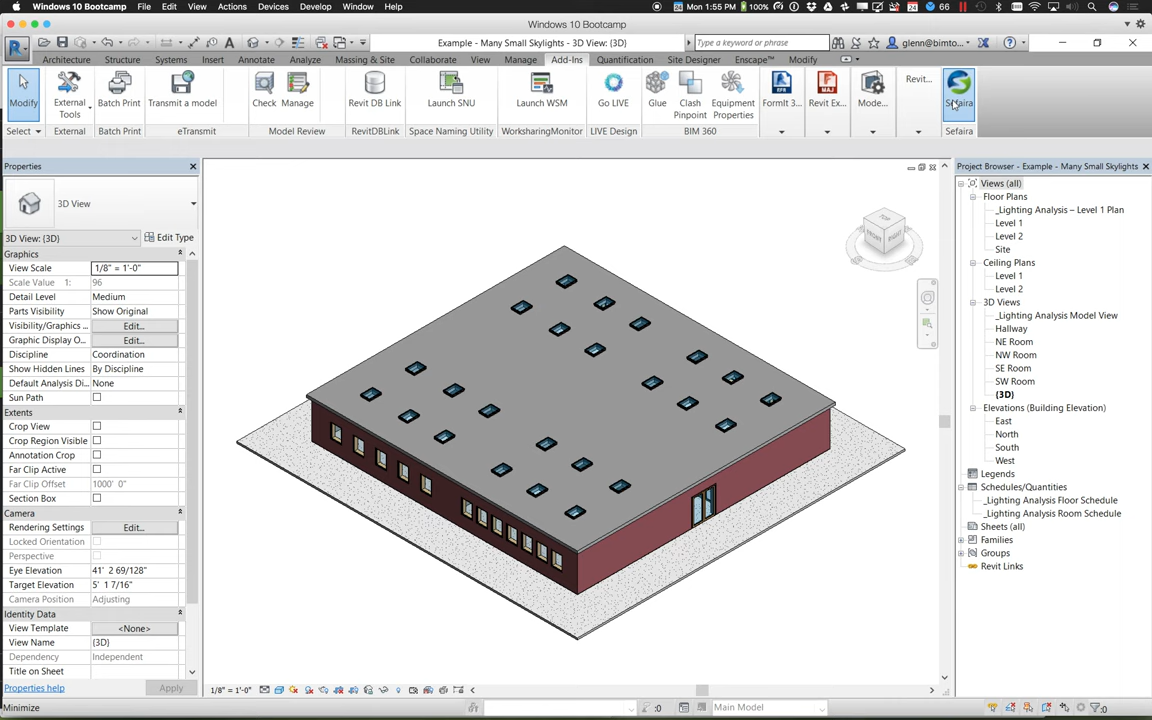 Windows 10 Bootcamp File Edit View Actions Devices Develop Window Help
24 Mon 1:55 PM 100% 24 66
Windows 10 Bootcamp
R Example - Many Small Skylights - 3D View: {3D} Type a keyword or phrase glenn@bimto...
Architecture Structure Systems Insert Annotate Analyze Massing & Site Collaborate View Manage Add-Ins Quantification Site Designer Enscape™ Modify
Modify External Tools Batch Print Transmit a model Check Manage Revit DB Link Launch SNU Launch WSM Go LIVE Glue Clash Pinpoint Equipment Properties FormIt 3... Revit Ex... Mode... Revit... Sefaira
Select External Batch Print eTransmit Model Review RevitDBLink Space Naming Utility WorksharingMonitor LIVE Design BIM 360 Sefaira
Properties
3D View
3D View: {3D} Edit Type
Graphics
View Scale 1/8" = 1'-0"
Scale Value 1: 96
Detail Level Medium
Parts Visibility Show Original
Visibility/Graphics ... Edit...
Graphic Display O... Edit...
Discipline Coordination
Show Hidden Lines By Discipline
Default Analysis Di... None
Sun Path
Extents
Crop View
Crop Region Visible
Annotation Crop
Far Clip Active
Far Clip Offset 1000' 0"
Section Box
Camera
Rendering Settings Edit...
Locked Orientation
Perspective
Eye Elevation 41' 2 69/128"
Target Elevation 5' 1 7/16"
Camera Position Adjusting
Identity Data
View Template <None>
View Name {3D}
Dependency Independent
Title on Sheet
Properties help Apply
TOP
FRONT RIGHT
1/8" = 1'-0"
Project Browser - Example - Many Small Skylights
Views (all)
Floor Plans
_Lighting Analysis – Level 1 Plan
Level 1
Level 2
Site
Ceiling Plans
Level 1
Level 2
3D Views
_Lighting Analysis Model View
Hallway
NE Room
NW Room
SE Room
SW Room
{3D}
Elevations (Building Elevation)
East
North
South
West
Legends
Schedules/Quantities
_Lighting Analysis Floor Schedule
_Lighting Analysis Room Schedule
Sheets (all)
Families
Groups
Revit Links
Minimize :0 Main Model :0